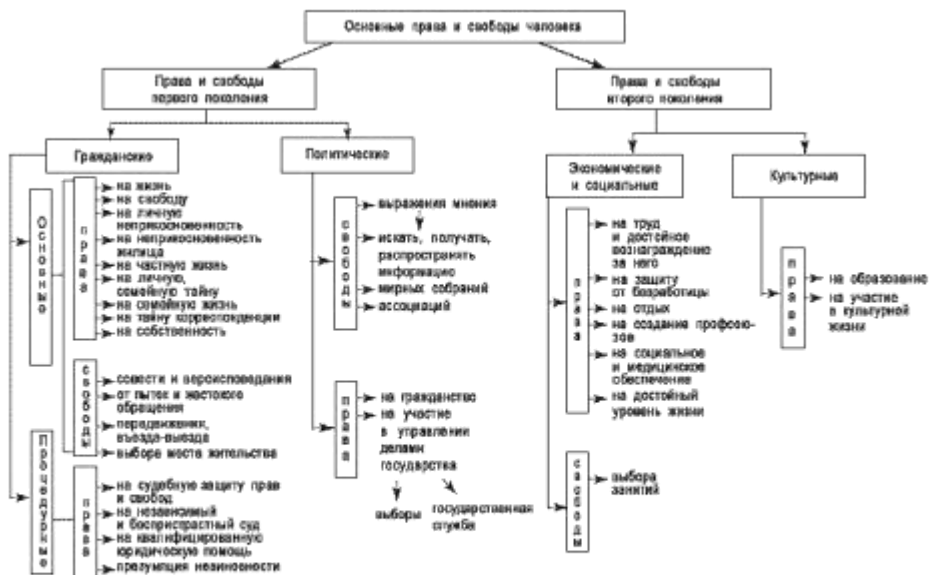 Основные права и свободы человека
Права и свободы
первого поколения
Права и свободы
второго поколения
Гражданские
Политические
Экономические
и социальные
Культурные
Основные
права
на жизнь
на свободу
на личную
неприкосновенность
на неприкосновенность
жилища
на частную жизнь
на личную,
семейную тайну
на семейную жизнь
на тайну корреспонденции
на собственность
свободы
совести и вероисповедания
от пыток и жестокого
обращения
передвижения,
въезда-выезда
выбора места жительства
Процедурные
права
на судебную защиту прав
и свобод
на независимый
и беспристрастный суд
на квалифицированную
юридическую помощь
презумпция невиновности
свободы
выражения мнения
искать, получать,
распространять
информацию
мирных собраний
ассоциаций
права
на гражданство
на участие
в управлении
делами
государства
выборы
государственная
служба
права
на труд
и достойное
вознаграждение
за него
на защиту
от безработицы
на отдых
на создание профсою-
зов
на социальное
и медицинское
обеспечение
на достойный
уровень жизни
свободы
выбора
занятий
права
на образование
на участие
в культурной
жизни